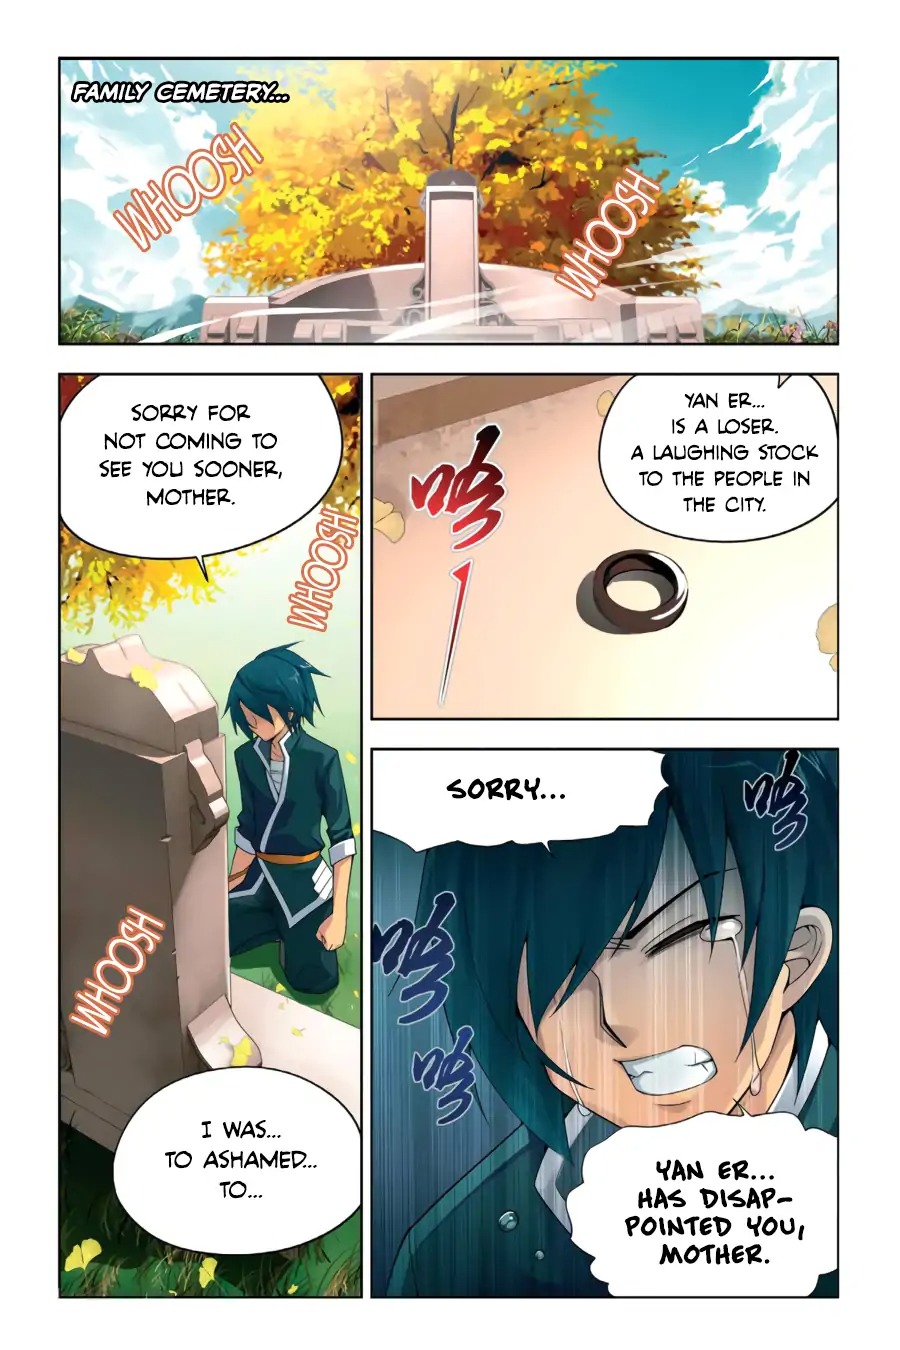 FAMILY CEMETERY...
WHOOSH
WHOOSH
SORRY FOR
NOT COMING TO
SEE YOU SOONER,
MOTHER.
WHOOSH
WHOOSH
I WAS...
TO ASHAMED...
TO...
YAN ER...
IS A LOSER.
A LAUGHING STOCK
TO THE PEOPLE IN
THE CITY.
呜
SORRY...
呜
呜
呜
YAN ER...
HAS DISAP-
POINTED YOU,
MOTHER.